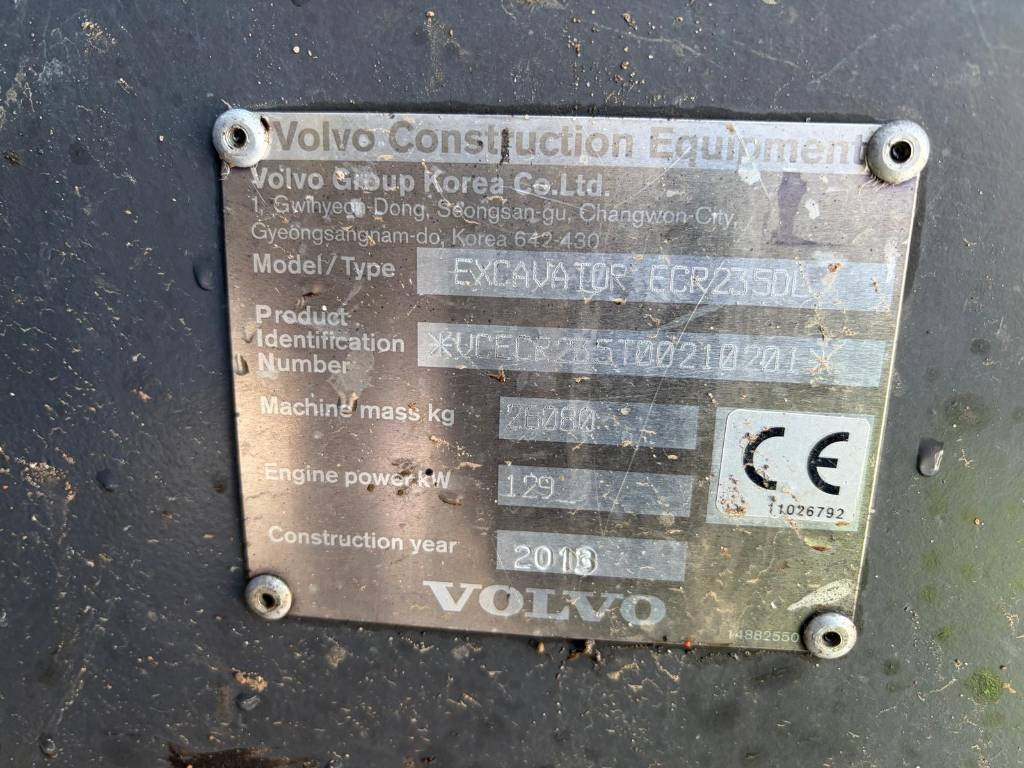 Volvo Construction Equipment
Volvo Group Korea Co.Ltd.
1, Gwihyeon-Dong, Seongsan-gu, Changwon-City,
Gyeongsangnam-do, Korea 642-430
Model/Type EXCAVATOR ECR235DL
Product
Identification
Number *VCECR235T00210201*
Machine mass kg 26080
Engine power kW 129
CE
11026792
Construction year 2013
VOLVO
14882550